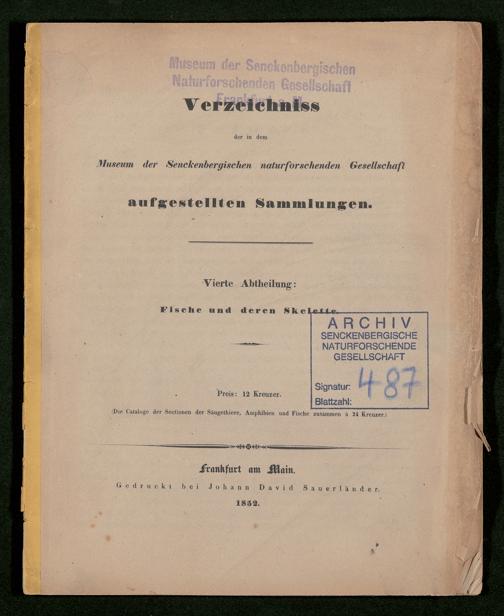 Museum der Senckenbergischen
Naturforschenden Gesellschaft
Frankfurt a. M.
Verzeichniss
der in dem
Museum der Senckenbergischen naturforschenden Gesellschaft
aufgestellten Sammlungen.
Vierte Abtheilung:
Fische und deren Skelette.
ARCHIV
SENCKENBERGISCHE
NATURFORSCHENDE
GESELLSCHAFT
Signatur: 487
Blattzahl:
Preis: 12 Kreuzer.
(Die Cataloge der Sectionen der Säugethiere, Amphibien und Fische zusammen à 24 Kreuzer.)
Frankfurt am Main.
Gedruckt bei Johann David Sauerländer.
1852.